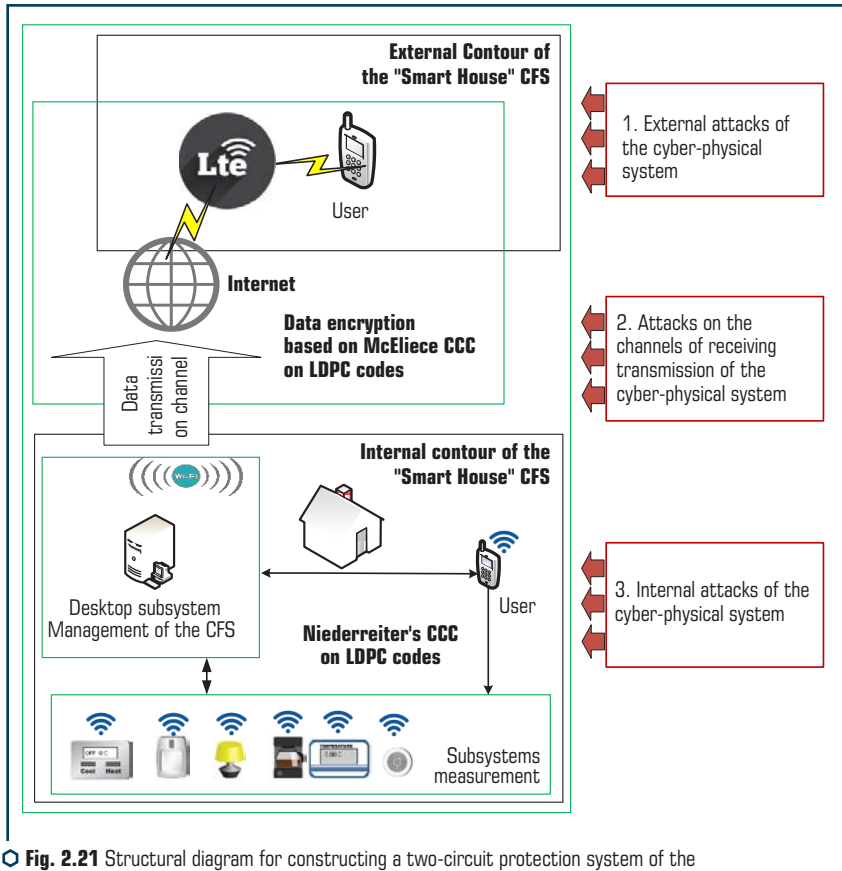 External Contour of
the "Smart House" CFS
Lte
User
Internet
Data encryption
based on McEliece CCC
on LDPC codes
Data
transmissi
on channel
1. External attacks of
the cyber-physical
system
2. Attacks on the
channels of receiving
transmission of the
cyber-physical system
Internal contour of the
"Smart House" CFS
Wi-Fi
Desktop subsystem
Management of the CFS
User
Niederreiter's CCC
on LDPC codes
3. Internal attacks of the
cyber-physical system
Cool Heat
TEMPERATURE
Subsystems
measurement
Fig. 2.21 Structural diagram for constructing a two-circuit protection system of the